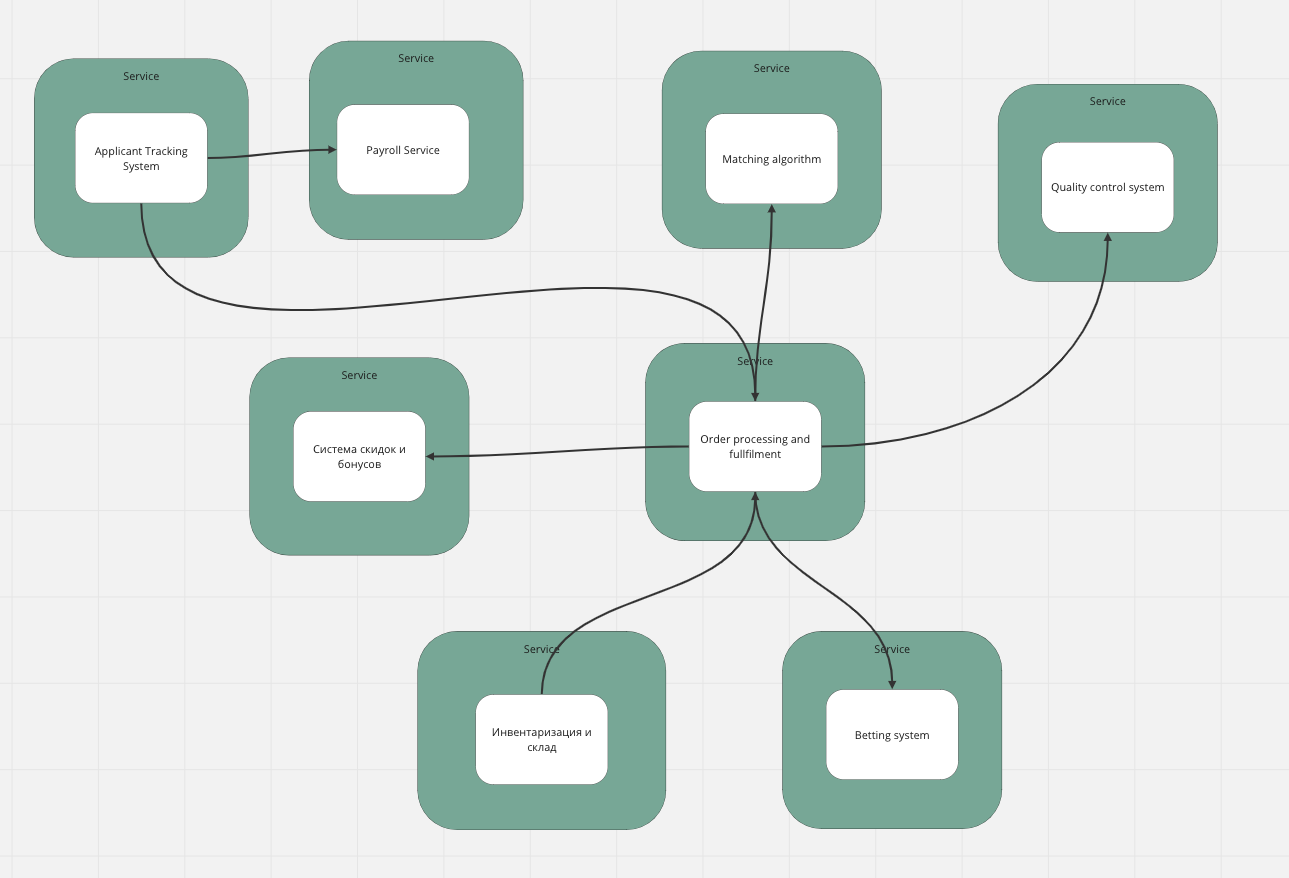 Service
Applicant Tracking
System
Service
Payroll Service
Service
Matching algorithm
Service
Quality control system
Service
Система скидок и
бонусов
Service
Order processing and
fullfilment
Service
Инвентаризация и
склад
Service
Betting system